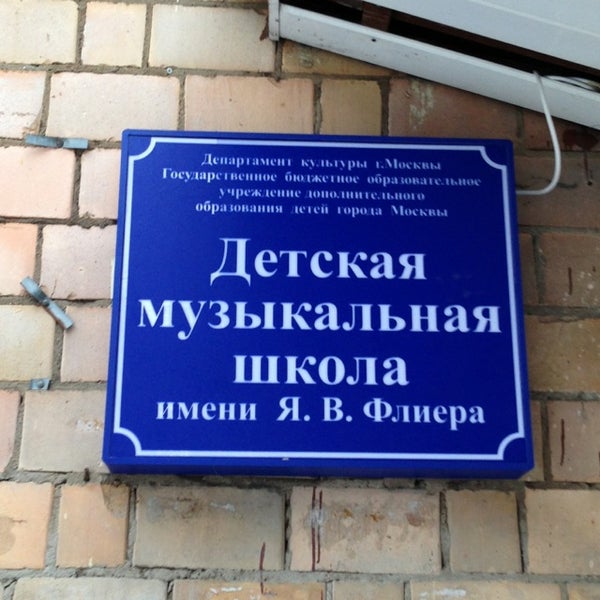 Департамент культуры г.Москвы
Государственное бюджетное образовательное
учреждение дополнительного
образования детей города Москвы
Детская
музыкальная
школа
имени Я. В. Флиера